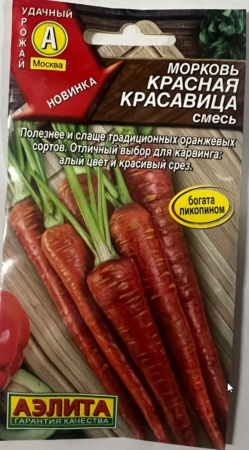 УДАЧНЫЙ
УРОЖАЙ
А
Москва
НОВИНКА
МОРКОВЬ
КРАСНАЯ
КРАСАВИЦА
смесь
Полезнее и слаще традиционных оранжевых
сортов. Отличный выбор для карвинга:
алый цвет и красивый срез.
богата
ликопином
АЭЛИТА
ГАРАНТИЯ КАЧЕСТВА